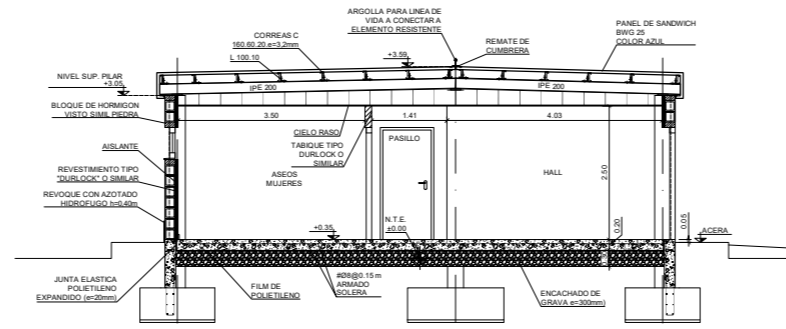 ARGOLLA PARA LINEA DE
VIDA A CONECTAR A
ELEMENTO RESISTENTE
CORREAS C
160.60.20.e=3,2mm
L 100.10
PANEL DE SANDWICH
BWG 25
COLOR AZUL
REMATE DE
CUMBRERA
+3.59
NIVEL SUP. PILAR
+3.05
IPE 200
IPE 200
BLOQUE DE HORMIGON
VISTO SIMIL PIEDRA
3.50
1.41
4.03
CIELO RASO
TABIQUE TIPO
DURLOCK O
SIMILAR
PASILLO
AISLANTE
REVESTIMIENTO TIPO
"DURLOCK" O SIMILAR
ASEOS
MUJERES
HALL
2.50
REVOQUE CON AZOTADO
HIDROFUGO h=0,40m
+0.35
N.T.E.
±0.00
0.20
0.05
ACERA
JUNTA ELASTICA
POLIETILENO
EXPANDIDO (e=20mm)
FILM DE
POLIETILENO
#Ø8@0.15 m
ARMADO
SOLERA
ENCACHADO DE
GRAVA e=300mm)